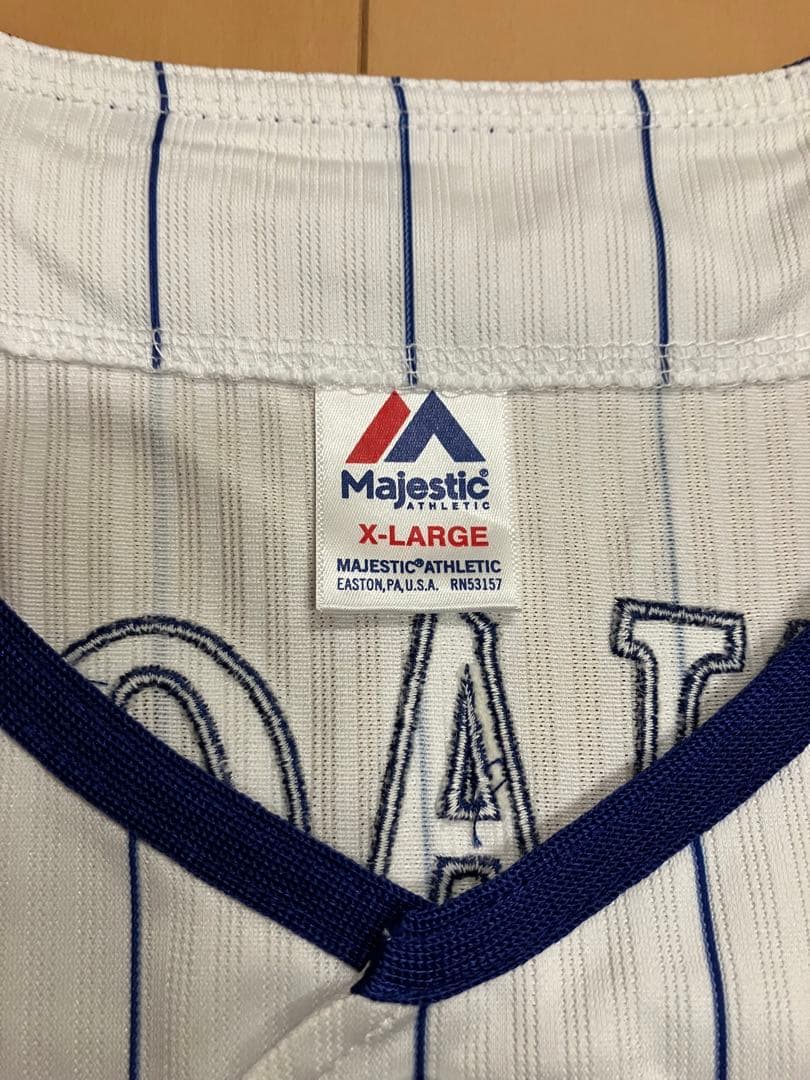 Majestic®
ATHLETIC
X-LARGE
MAJESTIC® ATHLETIC
EASTON, PA, U.S.A. RN53157